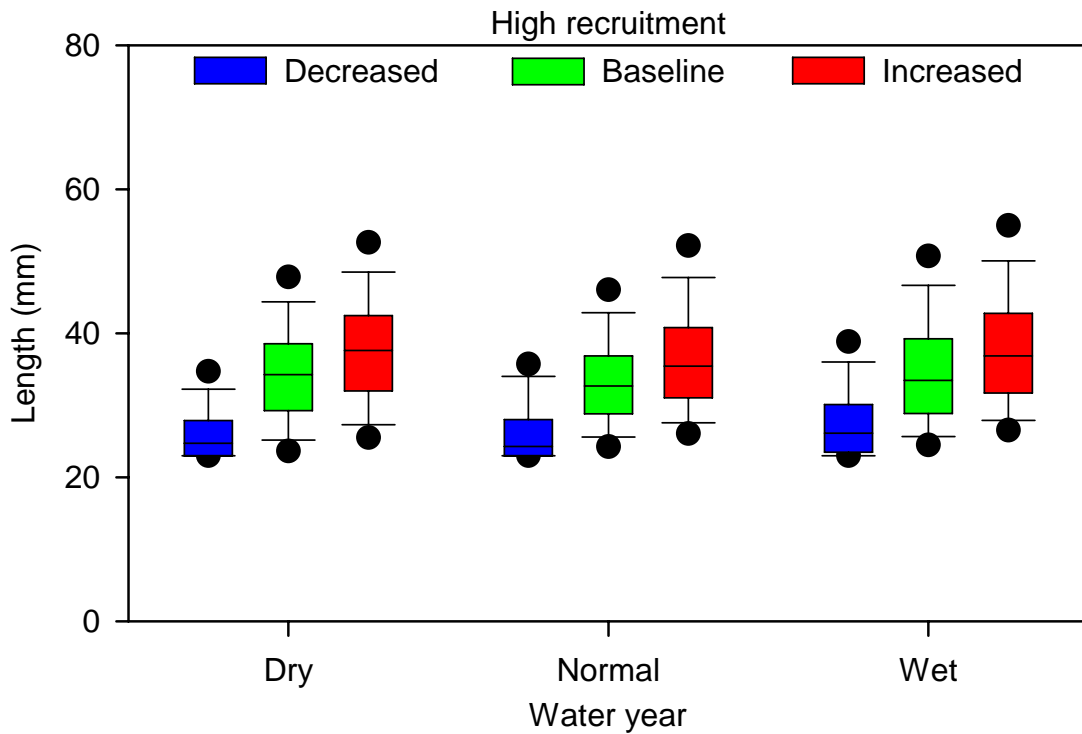 High recruitment
80
Decreased Baseline Increased
60
40
20
0
Length (mm)
Dry Normal Wet
Water year